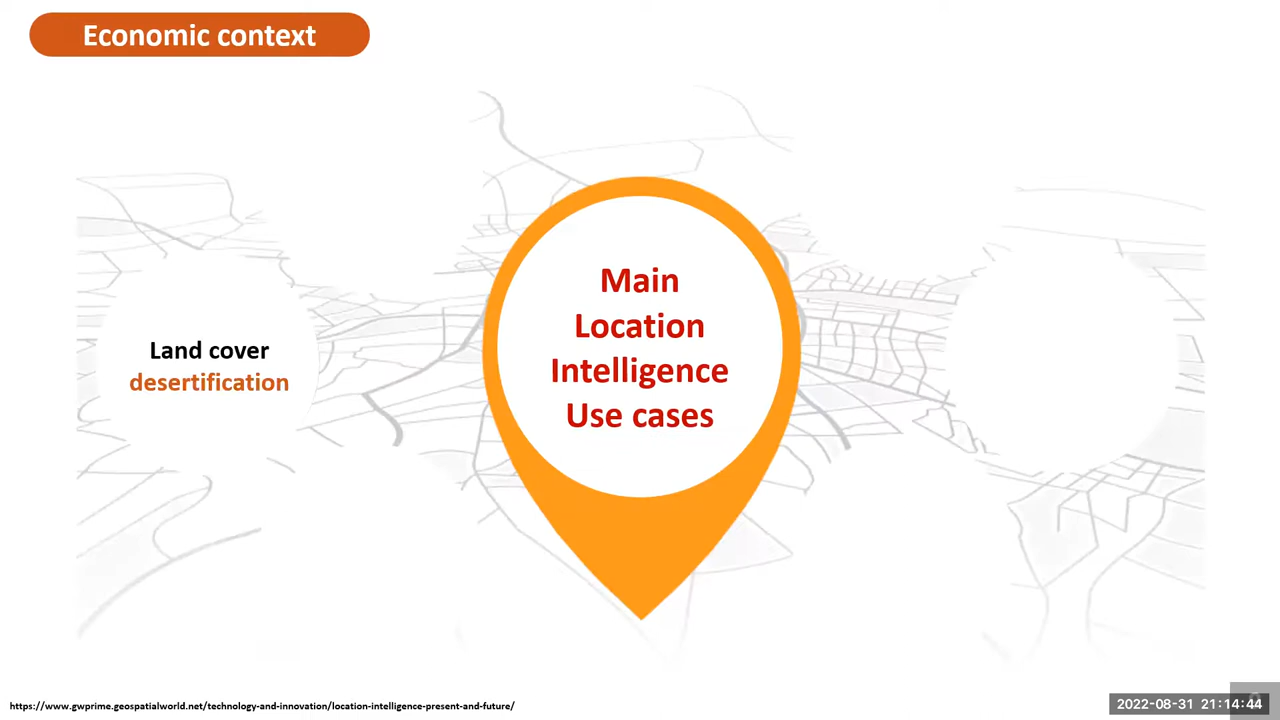 Economic context
Main
Location
Intelligence
Use cases
Land cover
desertification
https://www.gwprime.geospatialworld.net/technology-and-innovation/location-intelligence-present-and-future/
2022-08-31 21:14:44